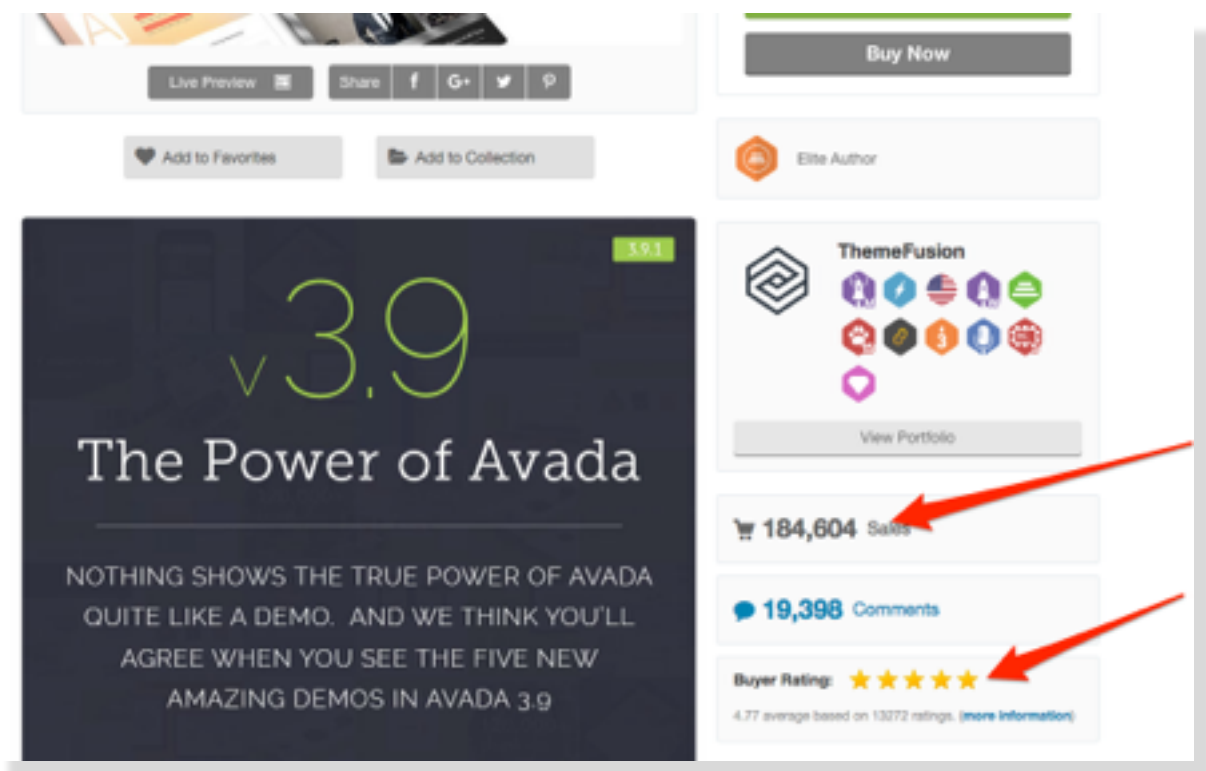 Buy Now
Live Preview
Share f G+
Add to Favorites
Add to Collection
Elite Author
3.9.1
v 3.9
The Power of Avada
NOTHING SHOWS THE TRUE POWER OF AVADA
QUITE LIKE A DEMO. AND WE THINK YOU'LL
AGREE WHEN YOU SEE THE FIVE NEW
AMAZING DEMOS IN AVADA 3.9
ThemeFusion
View Portfolio
184,604 Sales
19,398 Comments
Buyer Rating:
4.77 average based on 13272 ratings. (more information)